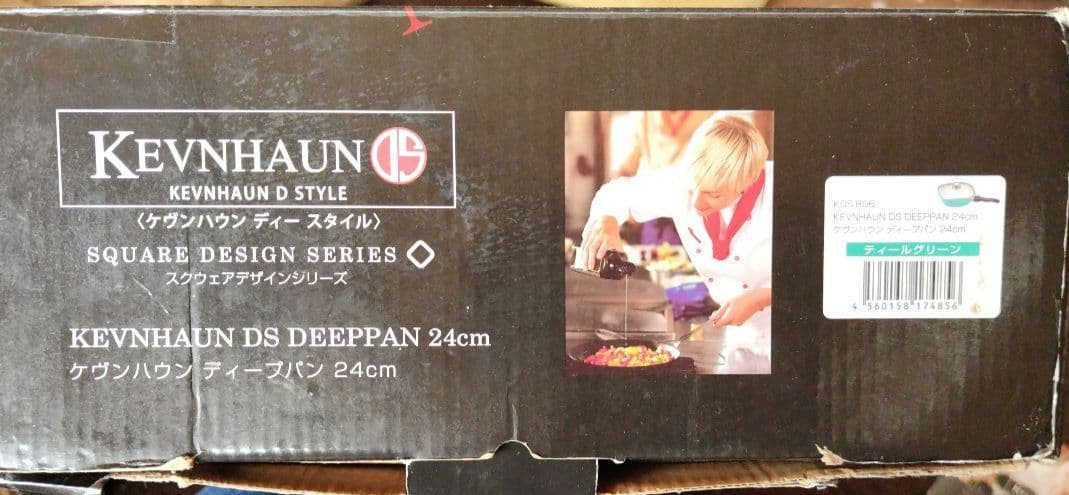 KEVNHAUN DS
KEVNHAUN D STYLE
〈ケヴンハウン ディー スタイル〉
SQUARE DESIGN SERIES
スクウェアデザインシリーズ
KEVNHAUN DS DEEPPAN 24cm
ケヴンハウン ディープパン 24cm
KDS.856
KEVNHAUN DS DEEPPAN 24cm
ケヴンハウン ディープパン 24cm
ティールグリーン
4 560158 174856